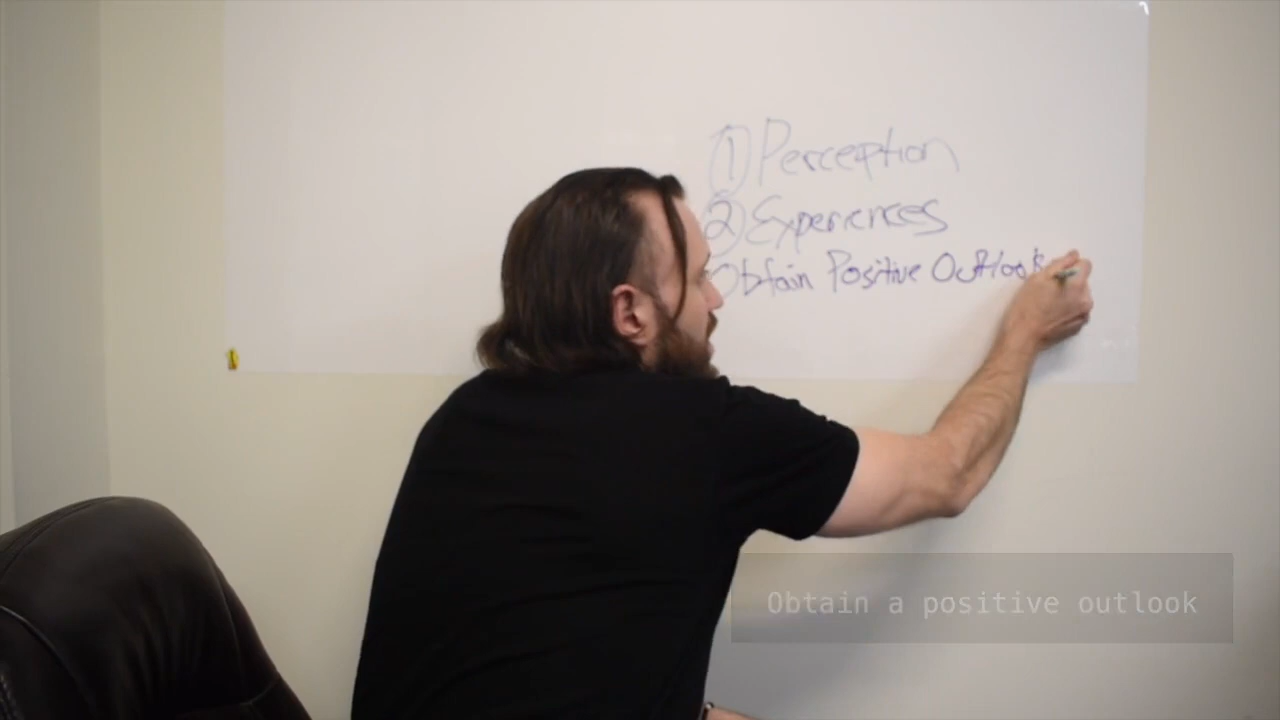 ① Perception
② Experiences
Obtain Positive Outlook
Obtain a positive outlook